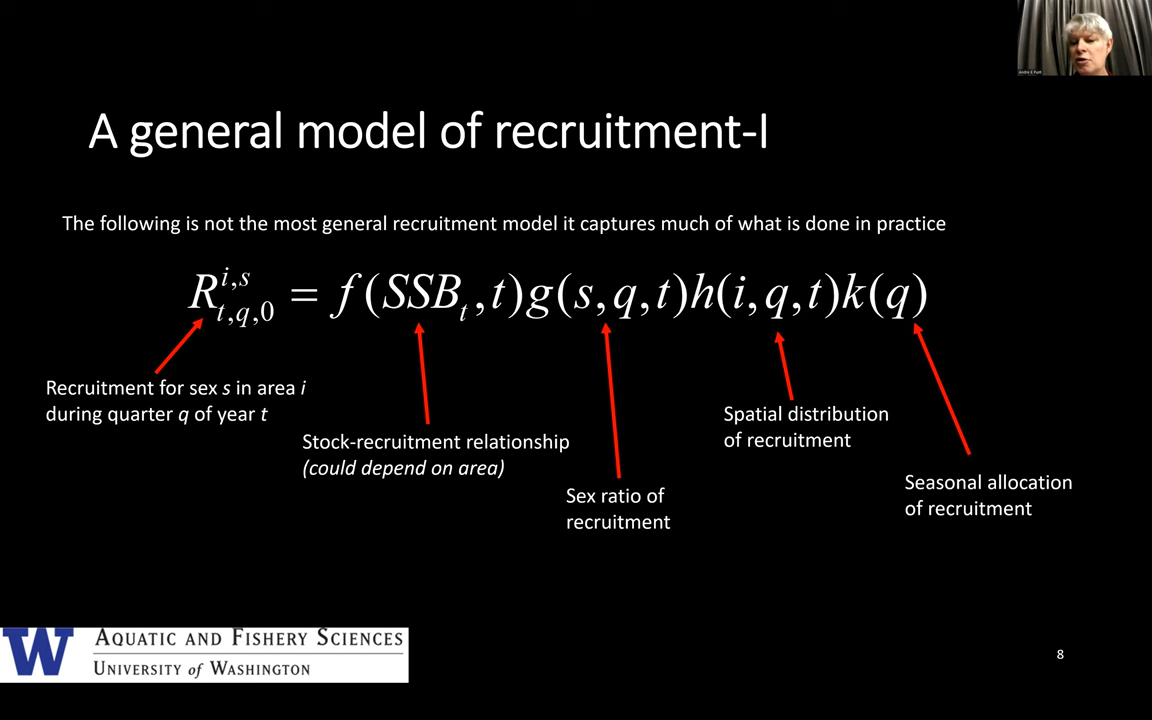 Andre E Punt
A general model of recruitment-I
The following is not the most general recruitment model it captures much of what is done in practice
R^{i,s}_{t,q,0} = f(SSB_t,t)g(s,q,t)h(i,q,t)k(q)
Recruitment for sex s in area i
during quarter q of year t
Stock-recruitment relationship
(could depend on area)
Sex ratio of
recruitment
Spatial distribution
of recruitment
Seasonal allocation
of recruitment
W
AQUATIC AND FISHERY SCIENCES
UNIVERSITY of WASHINGTON
8